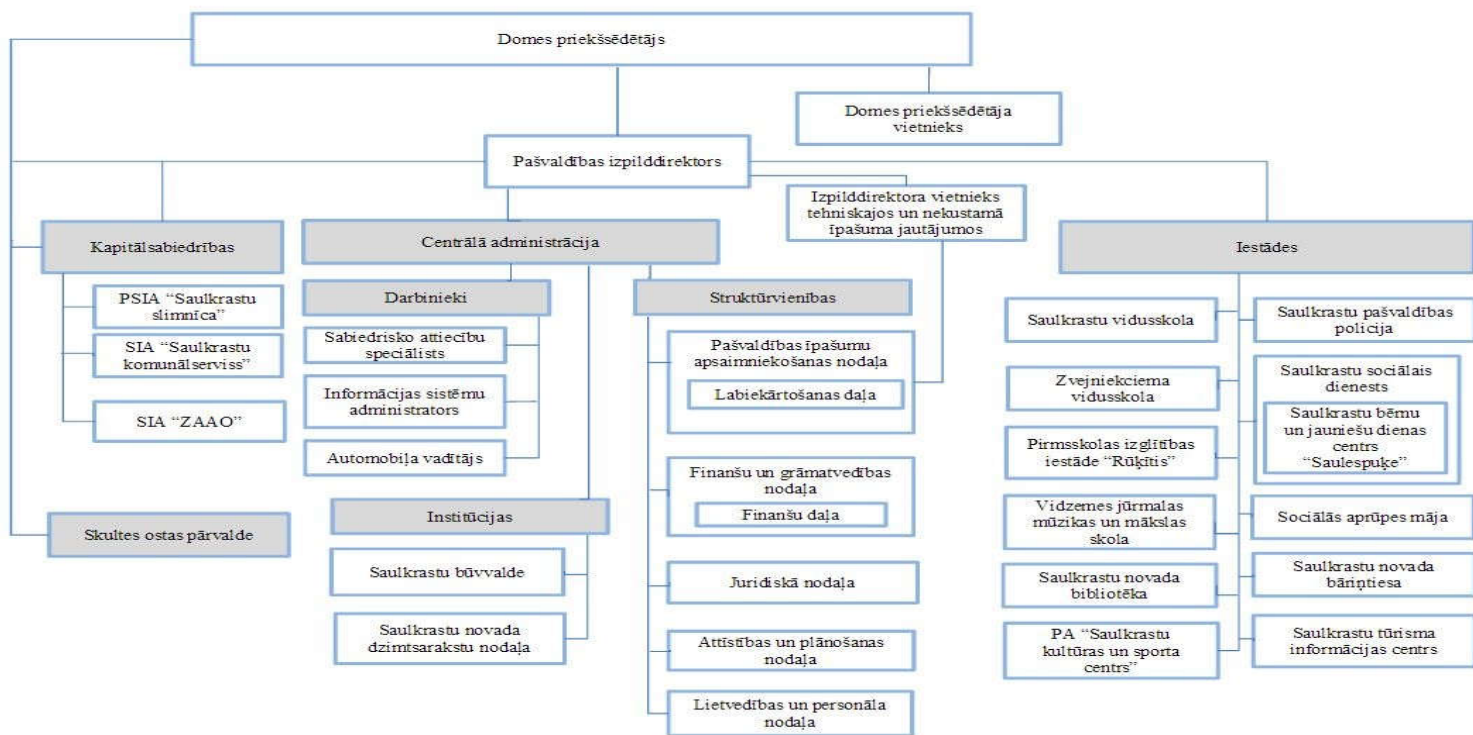 Domes priekšsēdētājs
Domes priekšsēdētāja
vietnieks
Pašvaldības izpilddirektors
Izpilddirektora vietnieks
tehniskajos un nekustamā
īpašuma jautājumos
Kapitālsabiedrības
PSIA “Saulkrastu
slimnīca”
SIA “Saulkrastu
komunālserviss”
SIA “ZAAO”
Skultes ostas pārvalde
Centrālā administrācija
Darbinieki
Sabiedrisko attiecību
speciālists
Informācijas sistēmu
administrators
Automobiļa vadītājs
Institūcijas
Saulkrastu būvvalde
Saulkrastu novada
dzimtsarakstu nodaļa
Struktūrvienības
Pašvaldības īpašumu
apsaimniekošanas nodaļa
Labiekārtošanas daļa
Finanšu un grāmatvedības
nodaļa
Finanšu daļa
Juridiskā nodaļa
Attīstības un plānošanas
nodaļa
Lietvedības un personāla
nodaļa
Iestādes
Saulkrastu vidusskola
Zvejniekciema
vidusskola
Pirmsskolas izglītības
iestāde “Rūķītis”
Vidzemes jūrmalas
mūzikas un mākslas
skola
Saulkrastu novada
bibliotēka
PA “Saulkrastu
kultūras un sporta
centrs”
Saulkrastu pašvaldības
policija
Saulkrastu sociālais
dienests
Saulkrastu bērnu
un jauniešu dienas
centrs
“Saulespuķe”
Sociālās aprūpes māja
Saulkrastu novada
bāriņtiesa
Saulkrastu tūrisma
informācijas centrs